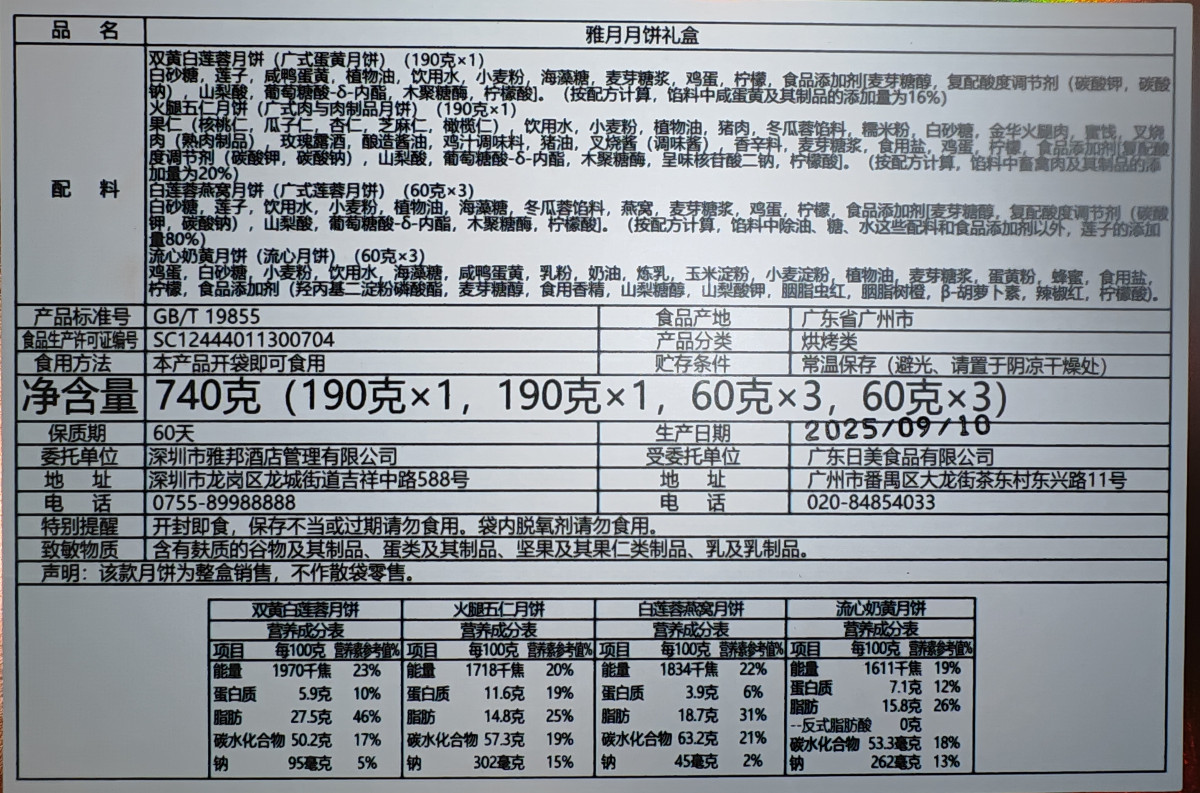 品 名 雅月月饼礼盒
配 料
双黄白莲蓉月饼（广式蛋黄月饼）（190克×1）
白砂糖，莲子，咸鸭蛋黄，植物油，饮用水，小麦粉，海藻糖，麦芽糖浆，鸡蛋，柠檬，食品添加剂[麦芽糖醇，复配酸度调节剂（碳酸钾，碳酸
钠），山梨酸，葡萄糖酸-δ-内酯，木聚糖酶，柠檬酸]。（按配方计算，馅料中咸蛋黄及其制品的添加量为16%）
火腿五仁月饼（广式肉与肉制品月饼）（190克×1）
果仁（核桃仁，瓜子仁，杏仁，芝麻仁，橄榄仁），饮用水，小麦粉，植物油，猪肉，冬瓜蓉馅料，糯米粉，白砂糖，金华火腿肉，蜜饯，叉烧
肉（熟肉制品），玫瑰露酒，酿造酱油，鸡汁调味料，猪油，叉烧酱（调味酱），香辛料，麦芽糖浆，食用盐，鸡蛋，柠檬，食品添加剂[复配酸
度调节剂（碳酸钾，碳酸钠），山梨酸，葡萄糖酸-δ-内酯，木聚糖酶，呈味核苷酸二钠，柠檬酸]。（按配方计算，馅料中畜禽肉及其制品的添
加量为20%）
白莲蓉燕窝月饼（广式莲蓉月饼）（60克×3）
白砂糖，莲子，饮用水，小麦粉，植物油，海藻糖，冬瓜蓉馅料，燕窝，麦芽糖浆，鸡蛋，柠檬，食品添加剂[麦芽糖醇，复配酸度调节剂（碳酸
钾，碳酸钠），山梨酸，葡萄糖酸-δ-内酯，木聚糖酶，柠檬酸]。（按配方计算，馅料中除油、糖、水这些配料和食品添加剂以外，莲子的添加
量80%）
流心奶黄月饼（流心月饼）（60克×3）
鸡蛋，白砂糖，小麦粉，饮用水，海藻糖，咸鸭蛋黄，乳粉，奶油，炼乳，玉米淀粉，小麦淀粉，植物油，麦芽糖浆，蛋黄粉，蜂蜜，食用盐，
柠檬，食品添加剂（羟丙基二淀粉磷酸酯，麦芽糖醇，食用香精，山梨糖醇，山梨酸钾，胭脂虫红，胭脂树橙，β-胡萝卜素，辣椒红，柠檬酸）。
产品标准号 GB/T 19855 食品产地 广东省广州市
食品生产许可证编号 SC12444011300704 产品分类 烘烤类
食用方法 本产品开袋即可食用 贮存条件 常温保存（避光、请置于阴凉干燥处）
净含量 740克（190克×1，190克×1，60克×3，60克×3）
保质期 60天 生产日期 2025/09/10
委托单位 深圳市雅邦酒店管理有限公司 受委托单位 广东日美食品有限公司
地 址 深圳市龙岗区龙城街道吉祥中路588号 地 址 广州市番禺区大龙街茶东村东兴路11号
电 话 0755-89988888 电 话 020-84854033
特别提醒 开封即食，保存不当或过期请勿食用。袋内脱氧剂请勿食用。
致敏物质 含有麸质的谷物及其制品、蛋类及其制品、坚果及其果仁类制品、乳及乳制品。
声明：该款月饼为整盒销售，不作散袋零售。
双黄白莲蓉月饼 火腿五仁月饼 白莲蓉燕窝月饼 流心奶黄月饼
营养成分表 营养成分表 营养成分表 营养成分表
项目 每100克 营养素参考值% 项目 每100克 营养素参考值% 项目 每100克 营养素参考值% 项目 每100克 营养素参考值%
能量 1970千焦 23% 能量 1718千焦 20% 能量 1834千焦 22% 能量 1611千焦 19%
蛋白质 5.9克 10% 蛋白质 11.6克 19% 蛋白质 3.9克 6% 蛋白质 7.1克 12%
脂肪 27.5克 46% 脂肪 14.8克 25% 脂肪 18.7克 31% 脂肪 15.8克 26%
--反式脂肪酸 0克
碳水化合物 50.2克 17% 碳水化合物 57.3克 19% 碳水化合物 63.2克 21% 碳水化合物 53.3毫克 18%
钠 95毫克 5% 钠 302毫克 15% 钠 45毫克 2% 钠 262毫克 13%